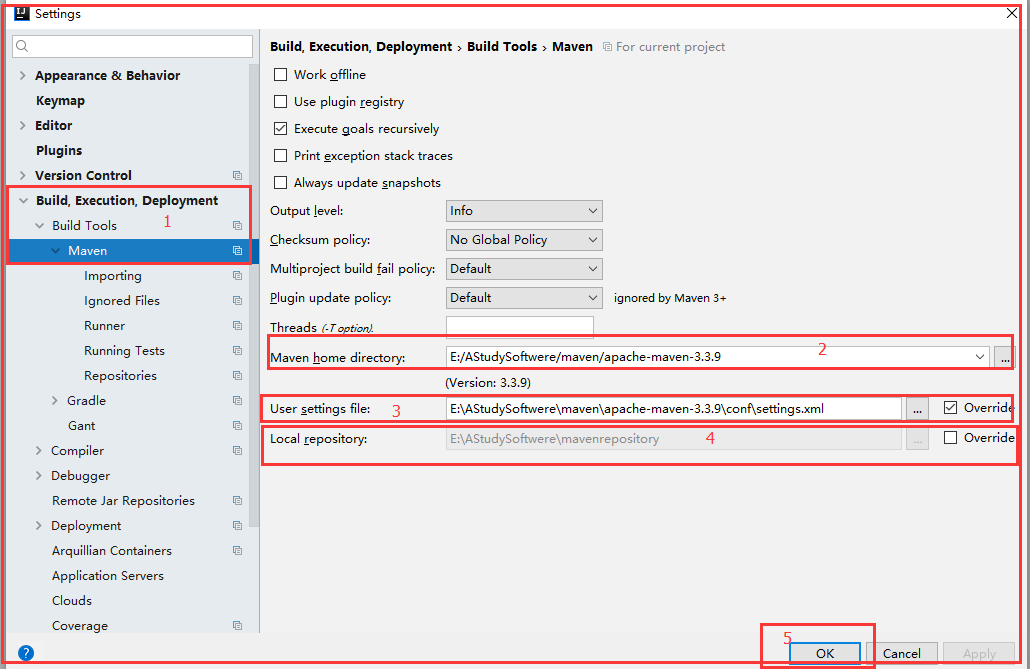 Settings
Build, Execution, Deployment › Build Tools › Maven For current project
Appearance & Behavior
Keymap
Editor
Plugins
Version Control
Build, Execution, Deployment
1
Build Tools
Maven
Importing
Ignored Files
Runner
Running Tests
Repositories
Gradle
Gant
Compiler
Debugger
Remote Jar Repositories
Deployment
Arquillian Containers
Application Servers
Clouds
Coverage
Work offline
Use plugin registry
Execute goals recursively
Print exception stack traces
Always update snapshots
Output level: Info
Checksum policy: No Global Policy
Multiproject build fail policy: Default
Plugin update policy: Default ignored by Maven 3+
Threads (-T option).
Maven home directory: E:/AStudySoftwere/maven/apache-maven-3.3.9 2 ...
(Version: 3.3.9)
User settings file: 3 E:\AStudySoftwere\maven\apache-maven-3.3.9\conf\settings.xml ... Override
Local repository: E:\AStudySoftwere\mavenrepository 4 ... Override
5
? OK Cancel Apply